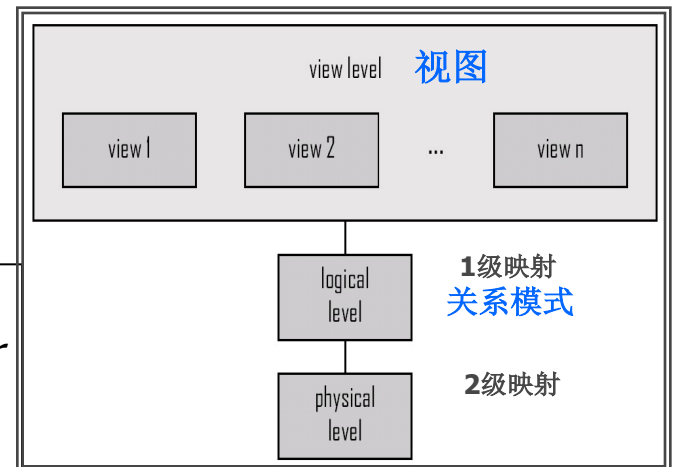 view level 视图
view 1 view 2 ... view n
logical level
1级映射
关系模式
physical level
2级映射